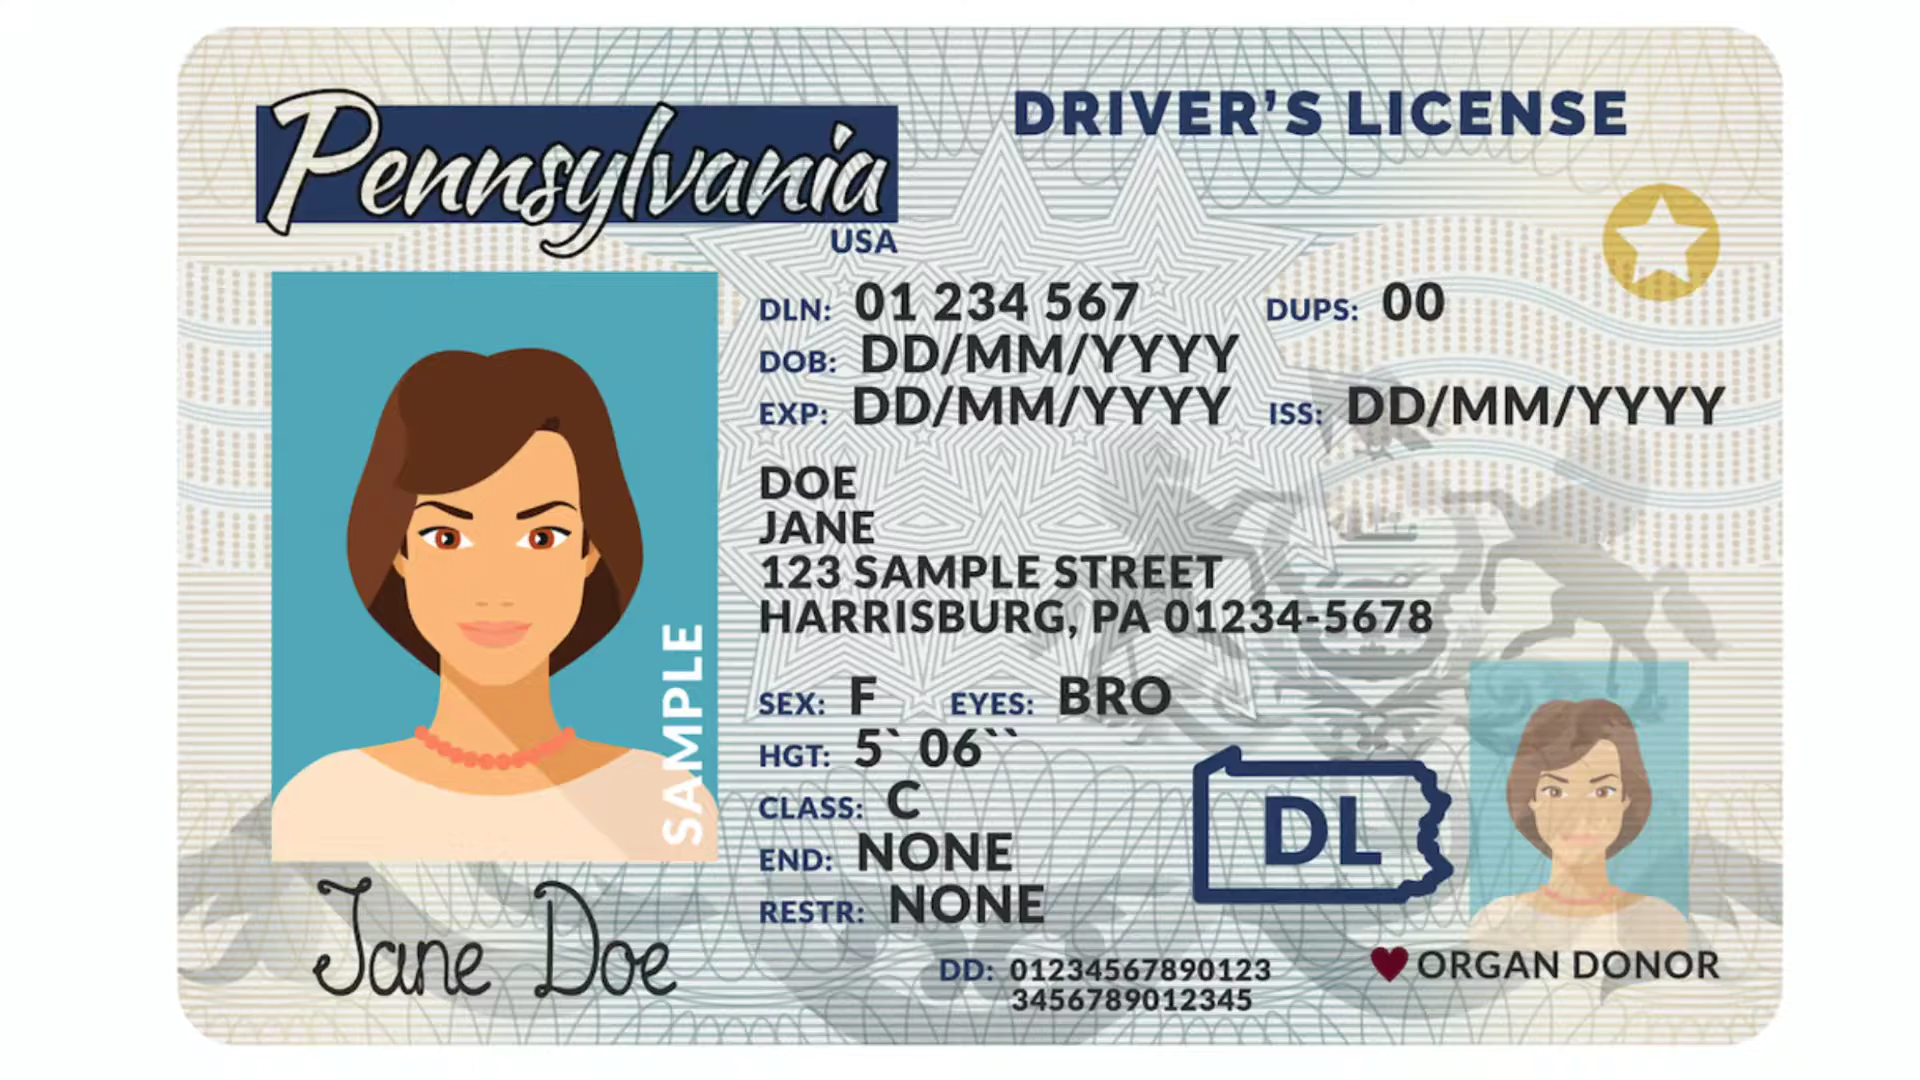 Pennsylvania
USA
DRIVER'S LICENSE
DLN: 01 234 567 DUPS: 00
DOB: DD/MM/YYYY
EXP: DD/MM/YYYY ISS: DD/MM/YYYY
DOE
JANE
123 SAMPLE STREET
HARRISBURG, PA 01234-5678
SEX: F EYES: BRO
HGT: 5` 06``
CLASS: C
END: NONE
RESTR: NONE
DD: 01234567890123
3456789012345
DL
ORGAN DONOR
SAMPLE
Jane Doe